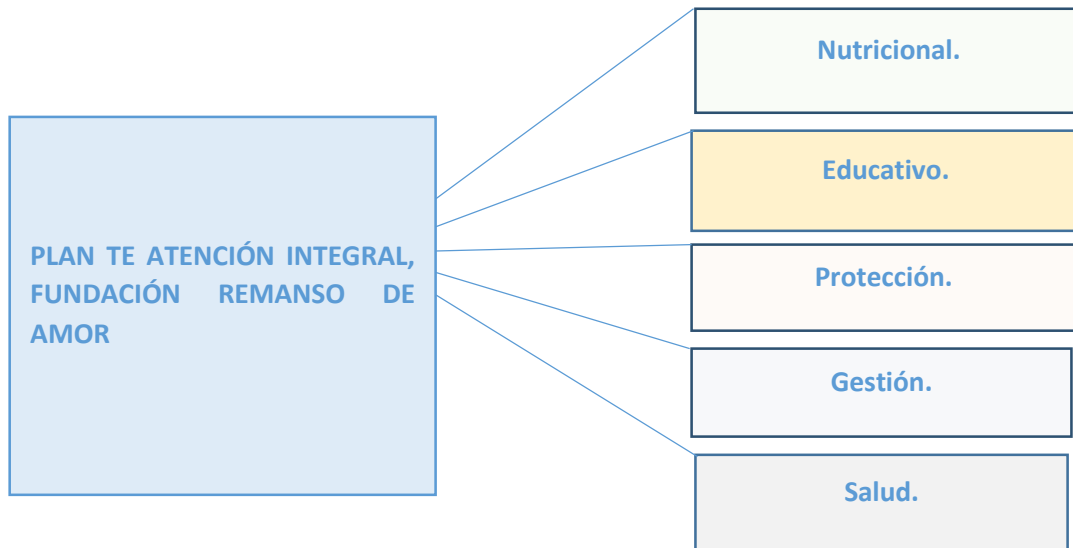 Nutricional.
Educativo.
PLAN TE ATENCIÓN INTEGRAL,
FUNDACIÓN REMANSO DE
AMOR
Protección.
Gestión.
Salud.